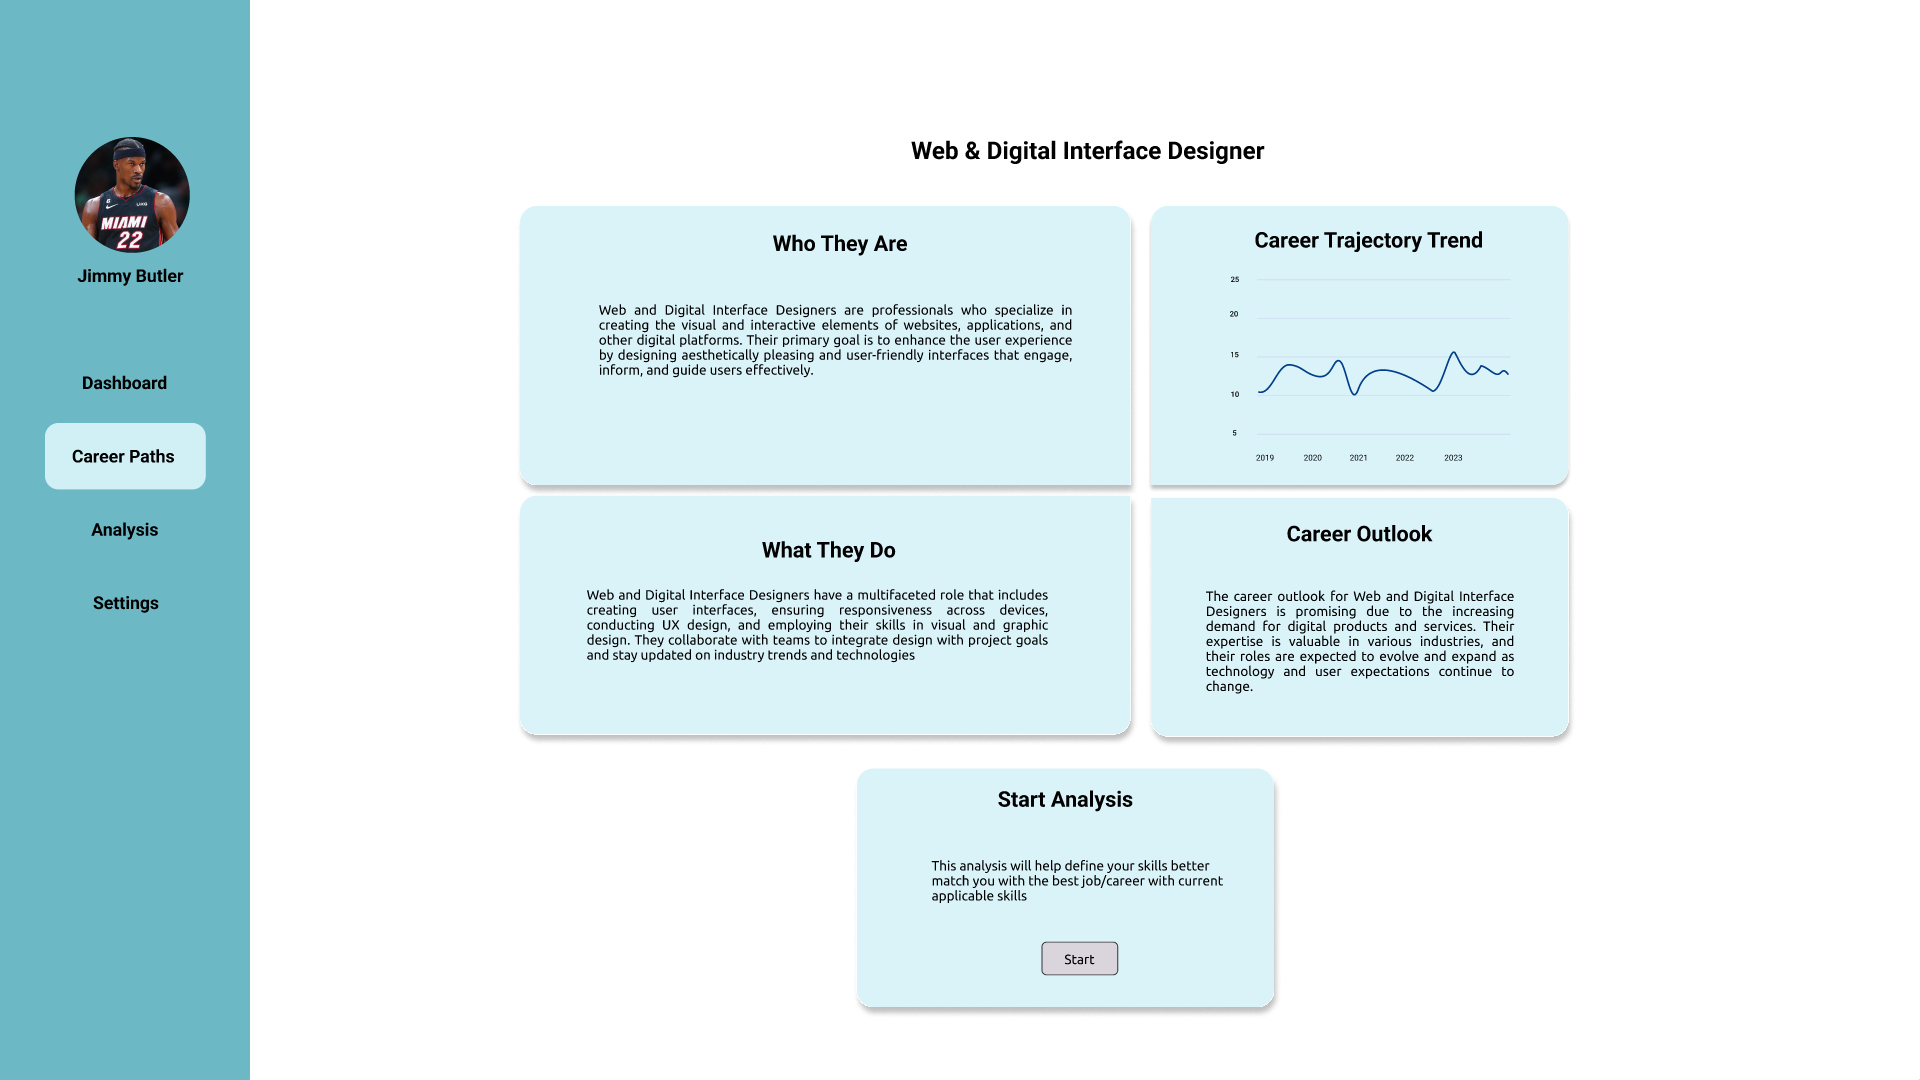 MIAMI
22
Jimmy Butler
Dashboard
Career Paths
Analysis
Settings
Web & Digital Interface Designer
Who They Are
Web and Digital Interface Designers are professionals who specialize in
creating the visual and interactive elements of websites, applications, and
other digital platforms. Their primary goal is to enhance the user experience
by designing aesthetically pleasing and user-friendly interfaces that engage,
inform, and guide users effectively.
Career Trajectory Trend
25
20
15
10
5
2019 2020 2021 2022 2023
What They Do
Web and Digital Interface Designers have a multifaceted role that includes
creating user interfaces, ensuring responsiveness across devices,
conducting UX design, and employing their skills in visual and graphic
design. They collaborate with teams to integrate design with project goals
and stay updated on industry trends and technologies
Career Outlook
The career outlook for Web and Digital Interface
Designers is promising due to the increasing
demand for digital products and services. Their
expertise is valuable in various industries, and
their roles are expected to evolve and expand as
technology and user expectations continue to
change.
Start Analysis
This analysis will help define your skills better
match you with the best job/career with current
applicable skills
Start